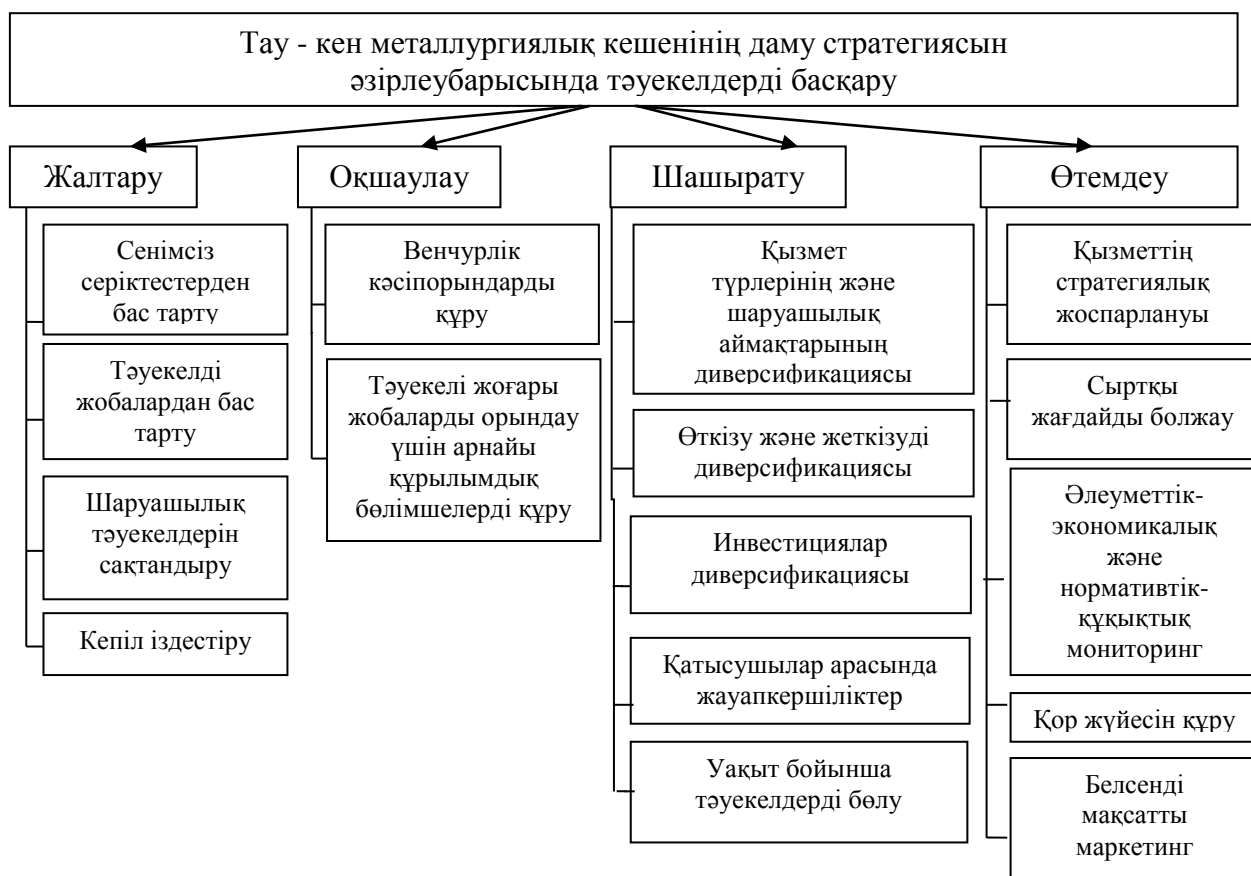 Тау - кен металлургиялық кешенінің даму стратегиясын
әзірлеубарысында тәуекелдерді басқару
Жалтару
Сенімсіз
серіктестерден
бас тарту
Тәуекелді
жобалардан бас
тарту
Шаруашылық
тәуекелдерін
сақтандыру
Кепіл іздестіру
Оқшаулау
Венчурлік
кәсіпорындарды
құру
Тәуекелі жоғары
жобаларды орындау
үшін арнайы
құрылымдық
бөлімшелерді құру
Шашырату
Қызмет
түрлерінің және
шаруашылық
аймақтарының
диверсификациясы
Өткізу және жеткізуді
диверсификациясы
Инвестициялар
диверсификациясы
Қатысушылар арасында
жауапкершіліктер
Уақыт бойынша
тәуекелдерді бөлу
Өтемдеу
Қызметтің
стратегиялық
жоспарлануы
Сыртқы
жағдайды болжау
Әлеуметтік-
экономикалық
және
нормативтік-
құқықтық
мониторинг
Қор жүйесін құру
Белсенді
мақсатты
маркетинг